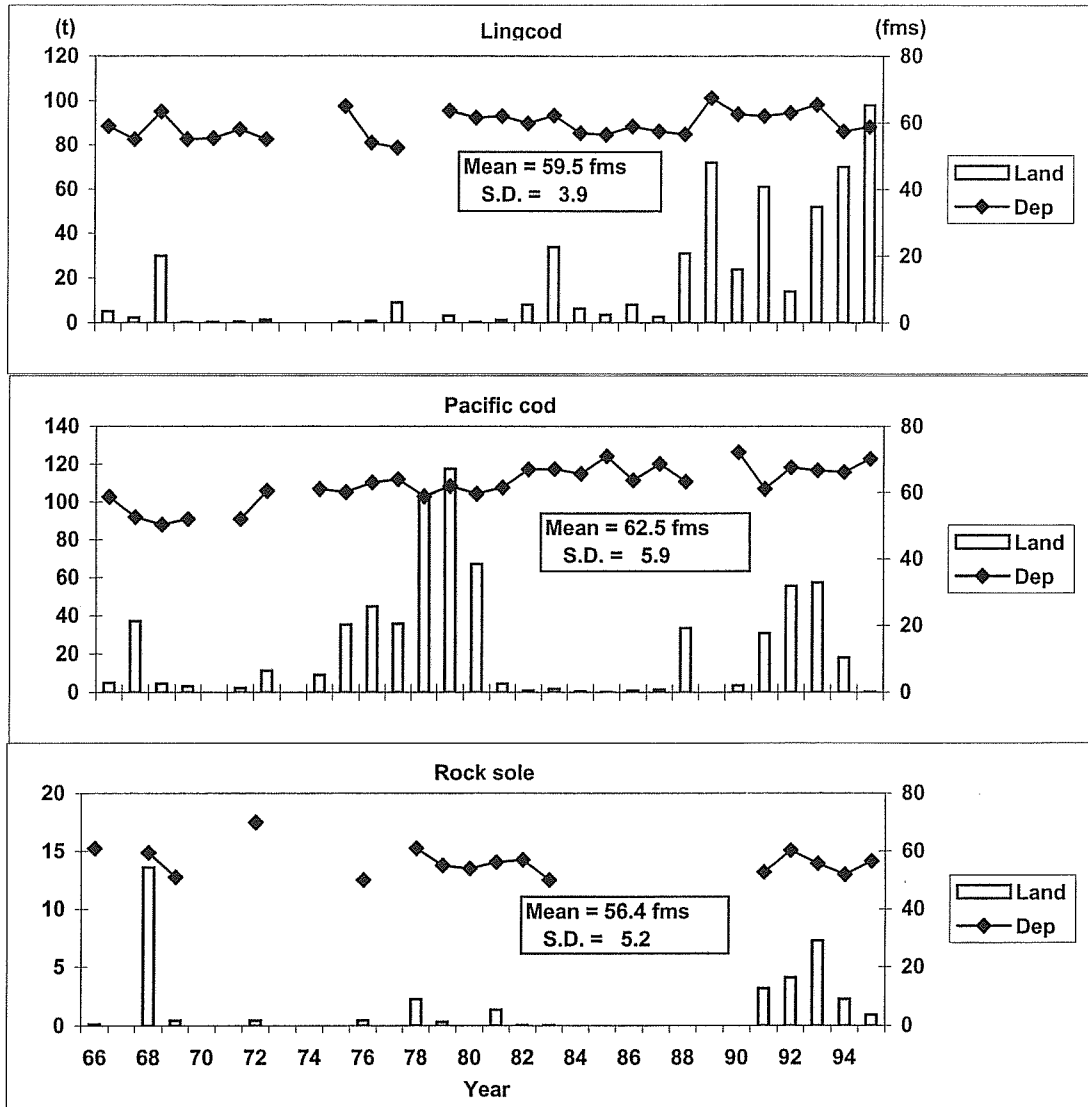 (t) Lingcod (fms)
120 80
100
80 60
60 40
40 20
20
0 0
Mean = 59.5 fms
S.D. = 3.9
Land
Dep
Pacific cod
140 80
120
100 60
80
60 40
40 20
20
0 0
Mean = 62.5 fms
S.D. = 5.9
Land
Dep
Rock sole
20 80
15 60
10 40
5 20
0 0
Mean = 56.4 fms
S.D. = 5.2
Land
Dep
66 68 70 72 74 76 78 80 82 84 86 88 90 92 94
Year